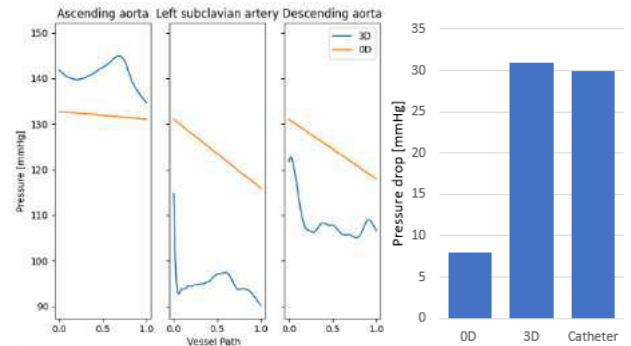 Ascending aorta
Left subclavian artery
Descending aorta
3D
0D
Pressure [mmHg]
140
130
120
110
100
90
0.0 0.5 1.0
0.0 0.5 1.0
0.0 0.5 1.0
Vessel Path
Pressure drop [mmHg]
35
30
25
20
15
10
5
0
0D 3D Catheter